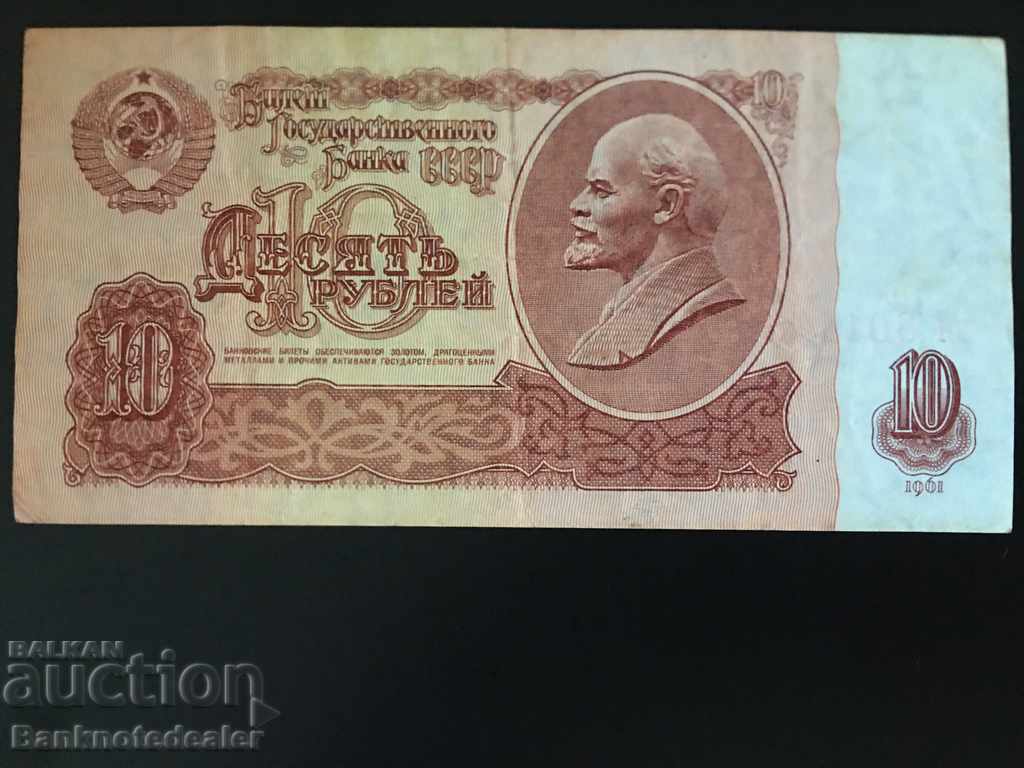 Билет
Государственного
Банка СССР
10
10
Десять
рублей
БАНКОВСКИЕ БИЛЕТЫ ОБЕСПЕЧИВАЮТСЯ ЗОЛОТОМ, ДРАГОЦЕННЫМИ
МЕТАЛЛАМИ И ПРОЧИМИ АКТИВАМИ ГОСУДАРСТВЕННОГО БАНКА
10
10
1961
BALKAN
auction
Banknotedealer